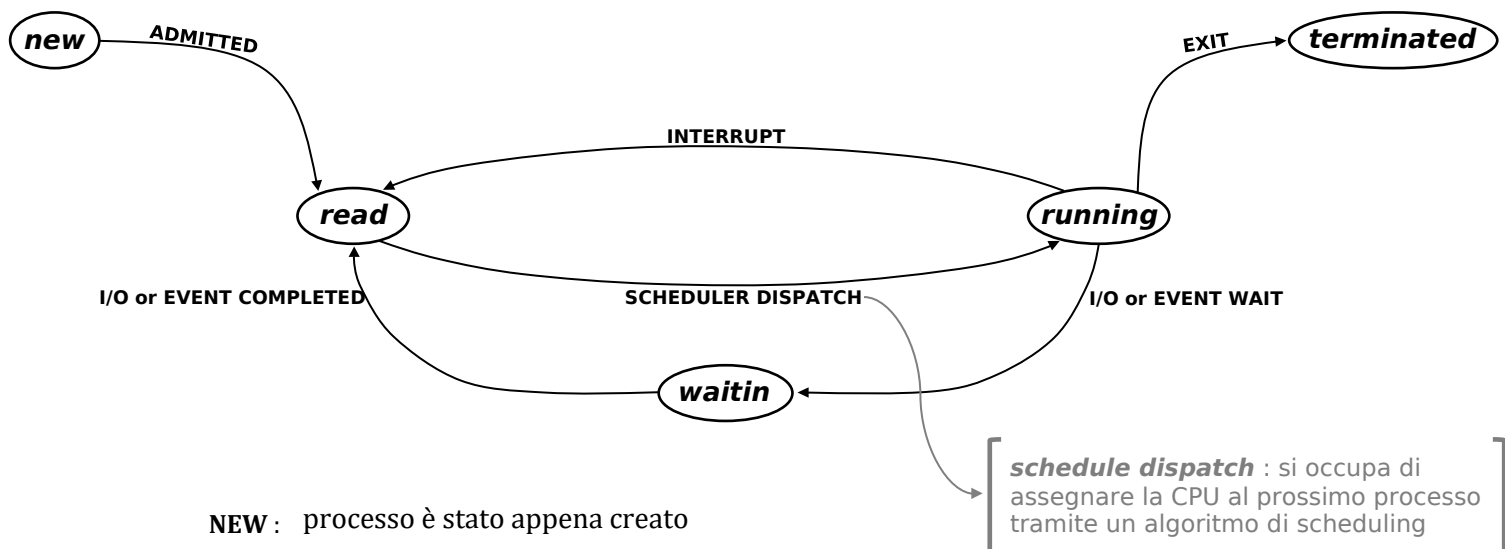 new
ADMITTED
EXIT
terminated
INTERRUPT
read
running
I/O or EVENT COMPLETED
SCHEDULER DISPATCH
I/O or EVENT WAIT
waitin
schedule dispatch : si occupa di
assegnare la CPU al prossimo processo
tramite un algoritmo di scheduling
NEW : processo è stato appena creato